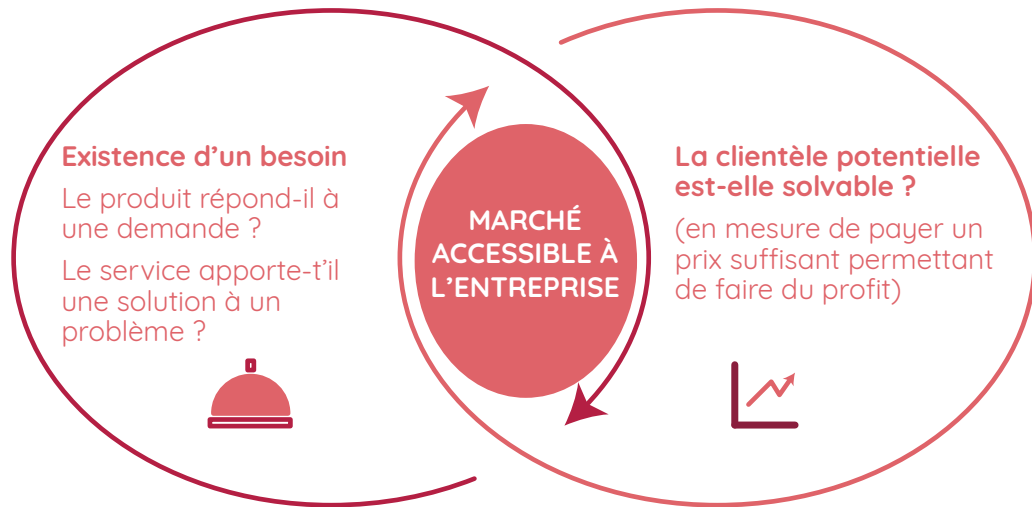 Existence d’un besoin
Le produit répond-il à
une demande ?
Le service apporte-t’il
une solution à un
problème ?
MARCHÉ
ACCESSIBLE À
L’ENTREPRISE
La clientèle potentielle
est-elle solvable ?
(en mesure de payer un
prix suffisant permettant
de faire du profit)